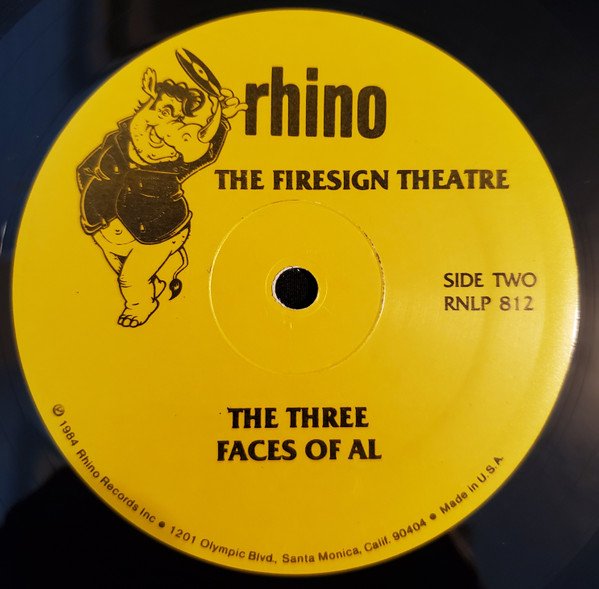 rhino
THE FIRESIGN THEATRE
SIDE TWO
RNLP 812
THE THREE
FACES OF AL
℗ 1984 Rhino Records Inc • 1201 Olympic Blvd., Santa Monica, Calif. 90404 • Made in U.S.A.